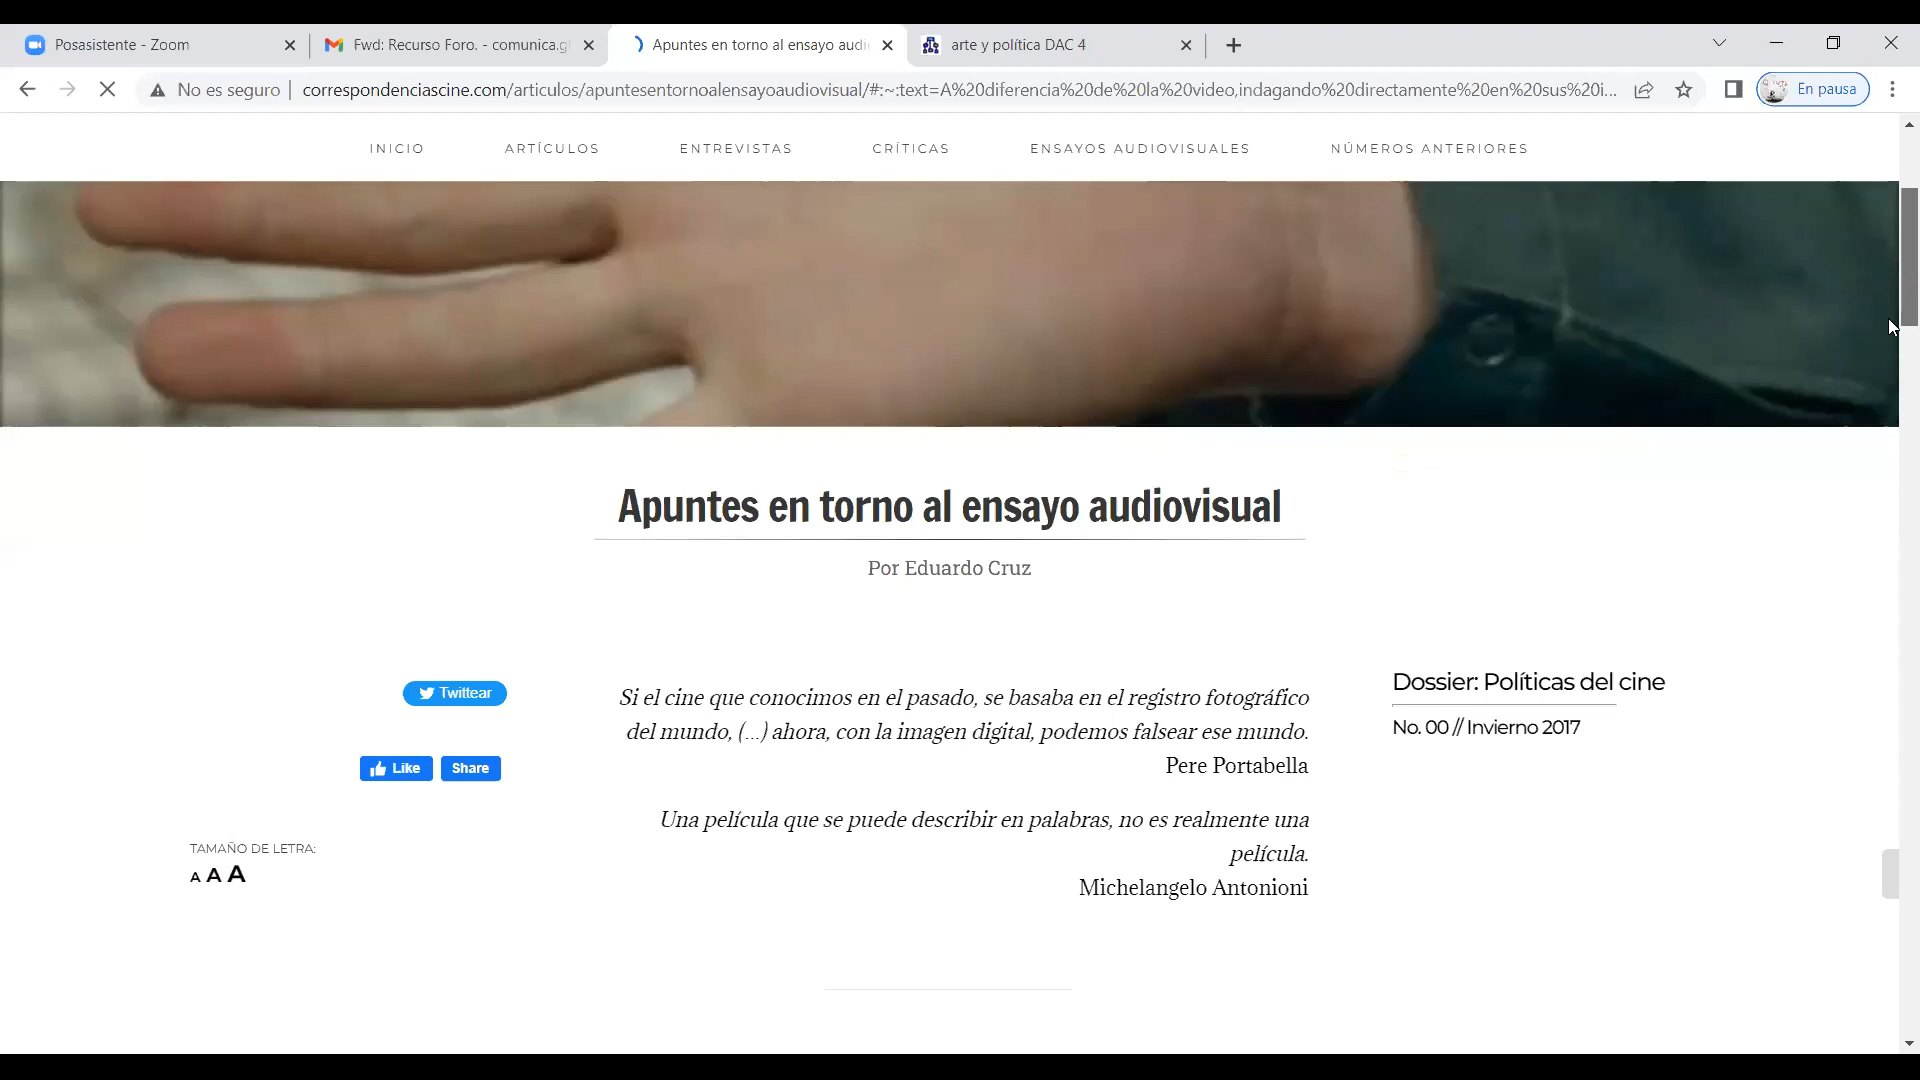 Posasistente - Zoom
Fwd: Recurso Foro. - comunica.g
Apuntes en torno al ensayo audi
arte y política DAC 4
No es seguro
correspondenciascine.com/articulos/apuntesentornoalensayoaudiovisual/#:~:text=A%20diferencia%20de%20la%20video,indagando%20directamente%20en%20sus%20i...
En pausa
INICIO
ARTÍCULOS
ENTREVISTAS
CRÍTICAS
ENSAYOS AUDIOVISUALES
NÚMEROS ANTERIORES
Apuntes en torno al ensayo audiovisual
Por Eduardo Cruz
Twittear
Like
Share
TAMAÑO DE LETRA:
A A A
Si el cine que conocimos en el pasado, se basaba en el registro fotográfico
del mundo, (...) ahora, con la imagen digital, podemos falsear ese mundo.
Pere Portabella
Una película que se puede describir en palabras, no es realmente una
película.
Michelangelo Antonioni
Dossier: Políticas del cine
No. 00 // Invierno 2017